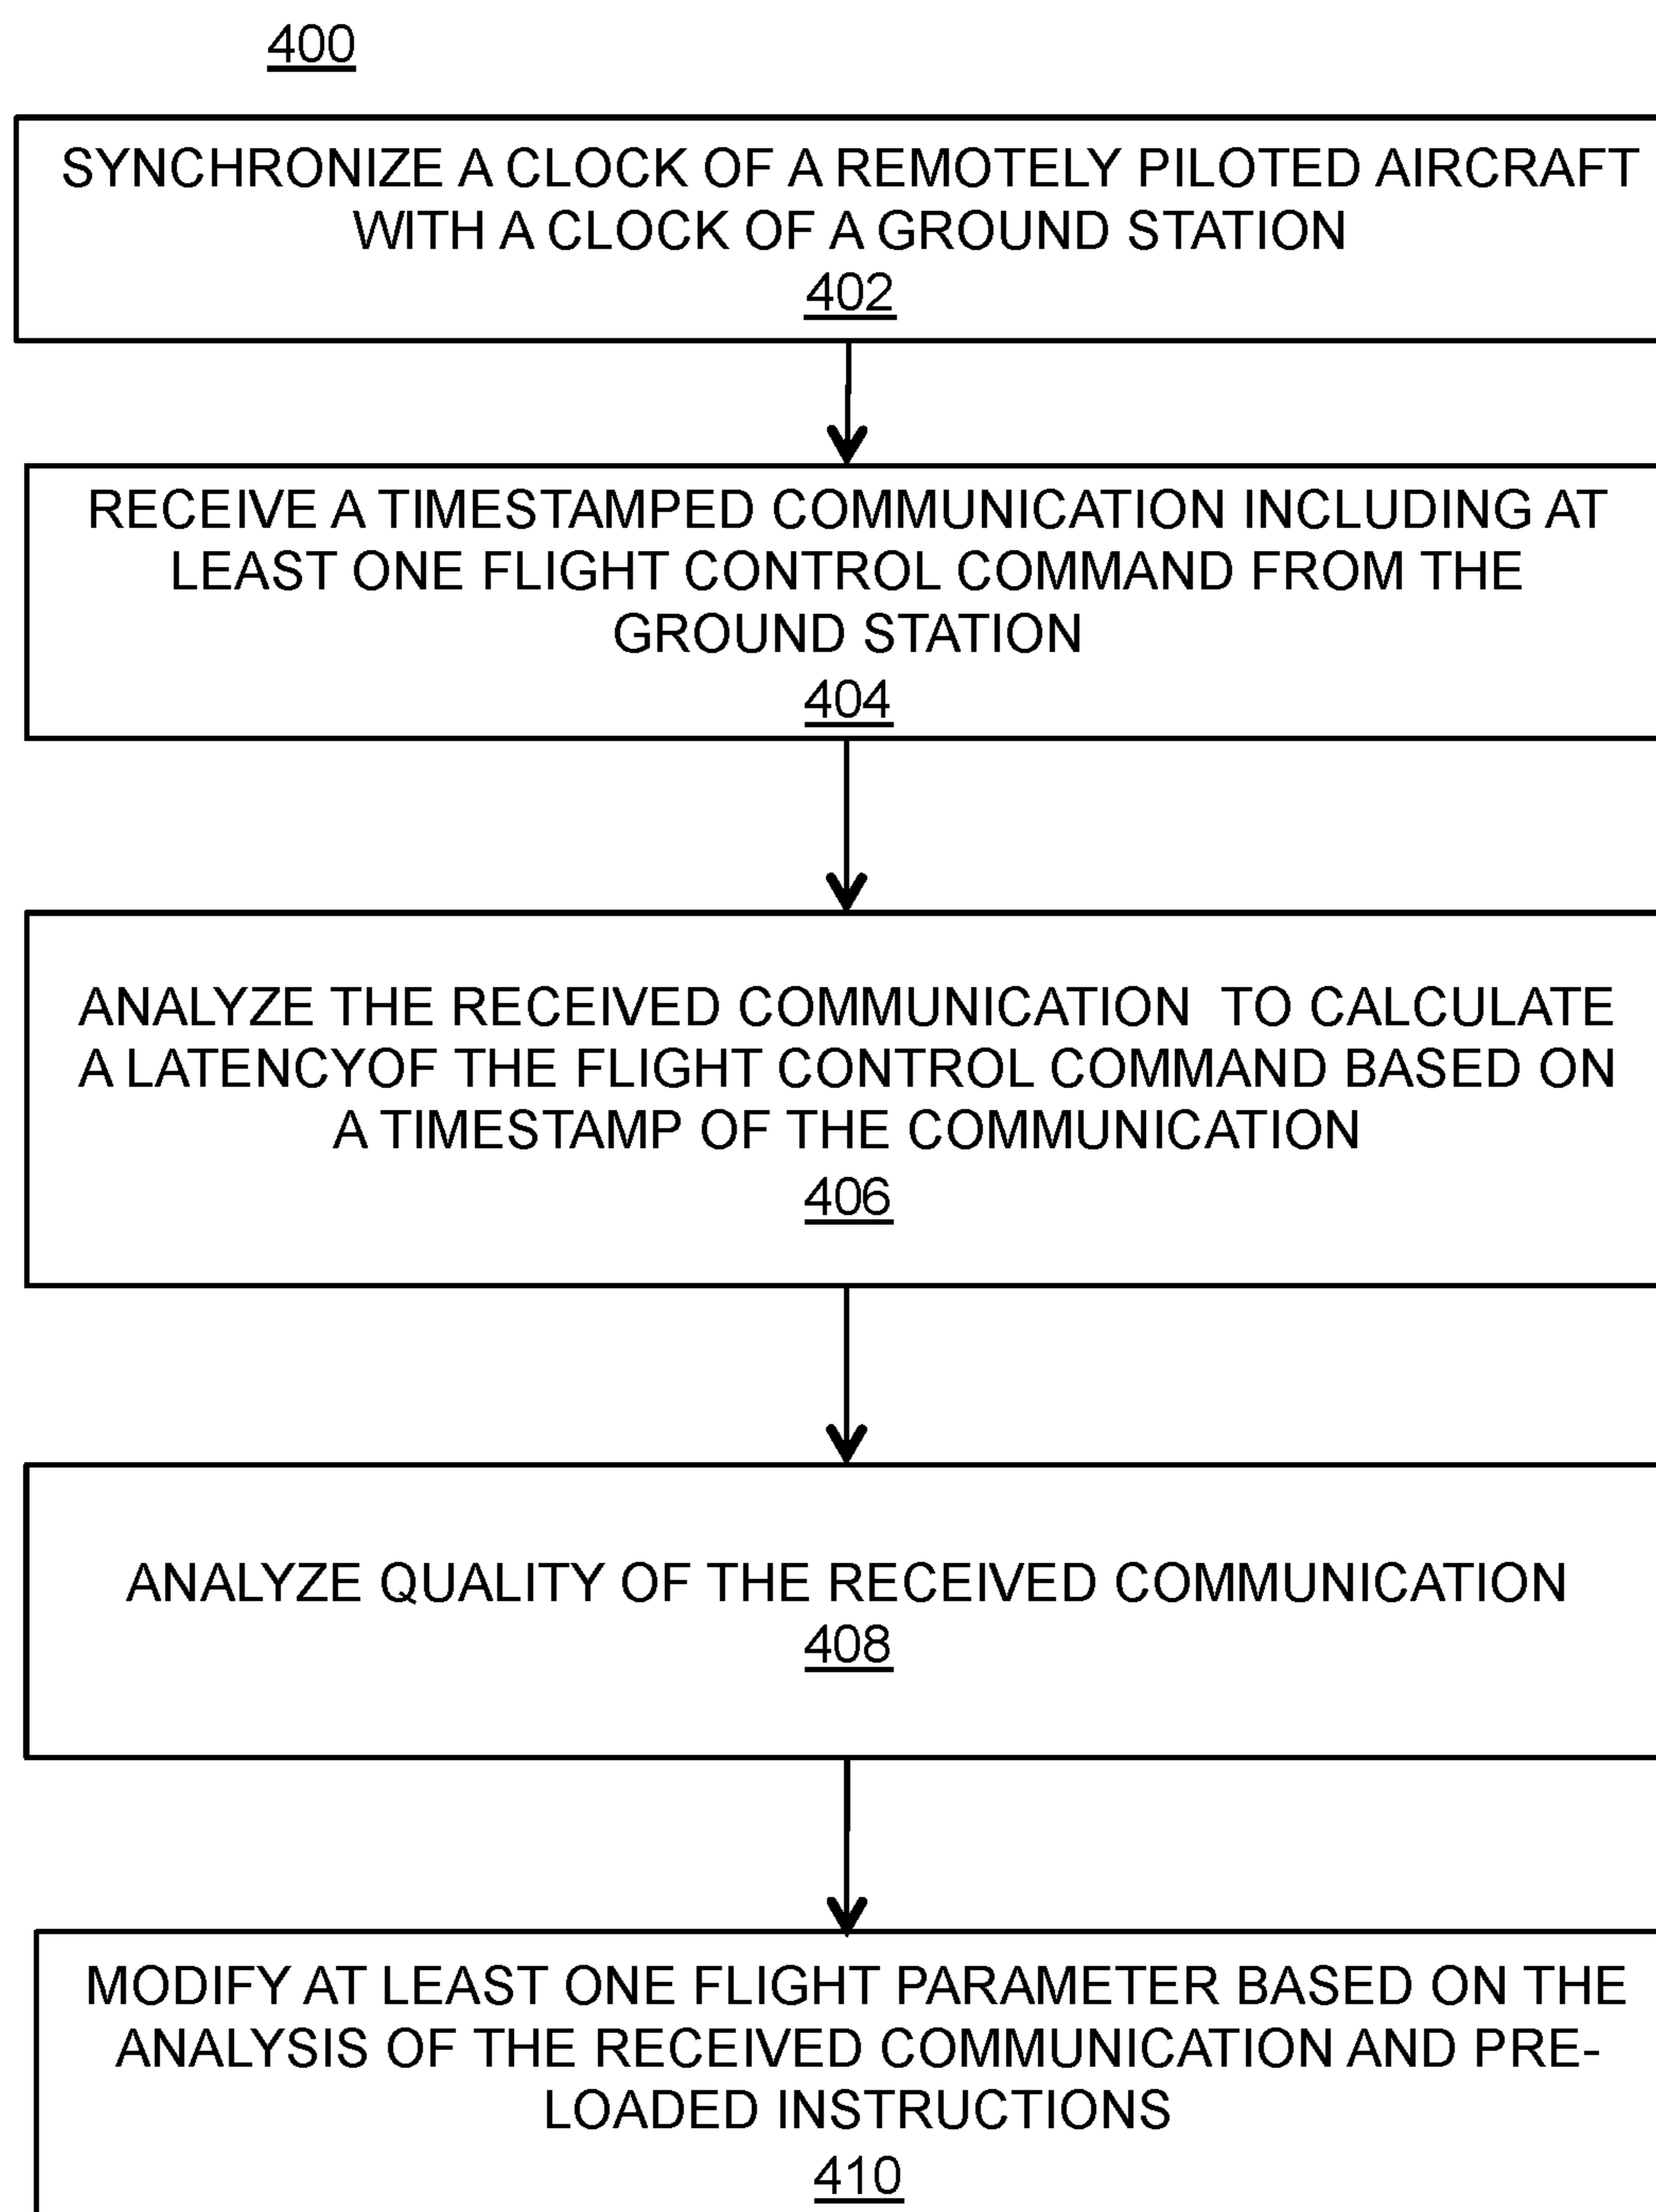 400
SYNCHRONIZE A CLOCK OF A REMOTELY PILOTED AIRCRAFT
WITH A CLOCK OF A GROUND STATION
402
RECEIVE A TIMESTAMPED COMMUNICATION INCLUDING AT
LEAST ONE FLIGHT CONTROL COMMAND FROM THE
GROUND STATION
404
ANALYZE THE RECEIVED COMMUNICATION TO CALCULATE
A LATENCYOF THE FLIGHT CONTROL COMMAND BASED ON
A TIMESTAMP OF THE COMMUNICATION
406
ANALYZE QUALITY OF THE RECEIVED COMMUNICATION
408
MODIFY AT LEAST ONE FLIGHT PARAMETER BASED ON THE
ANALYSIS OF THE RECEIVED COMMUNICATION AND PRE-
LOADED INSTRUCTIONS
410